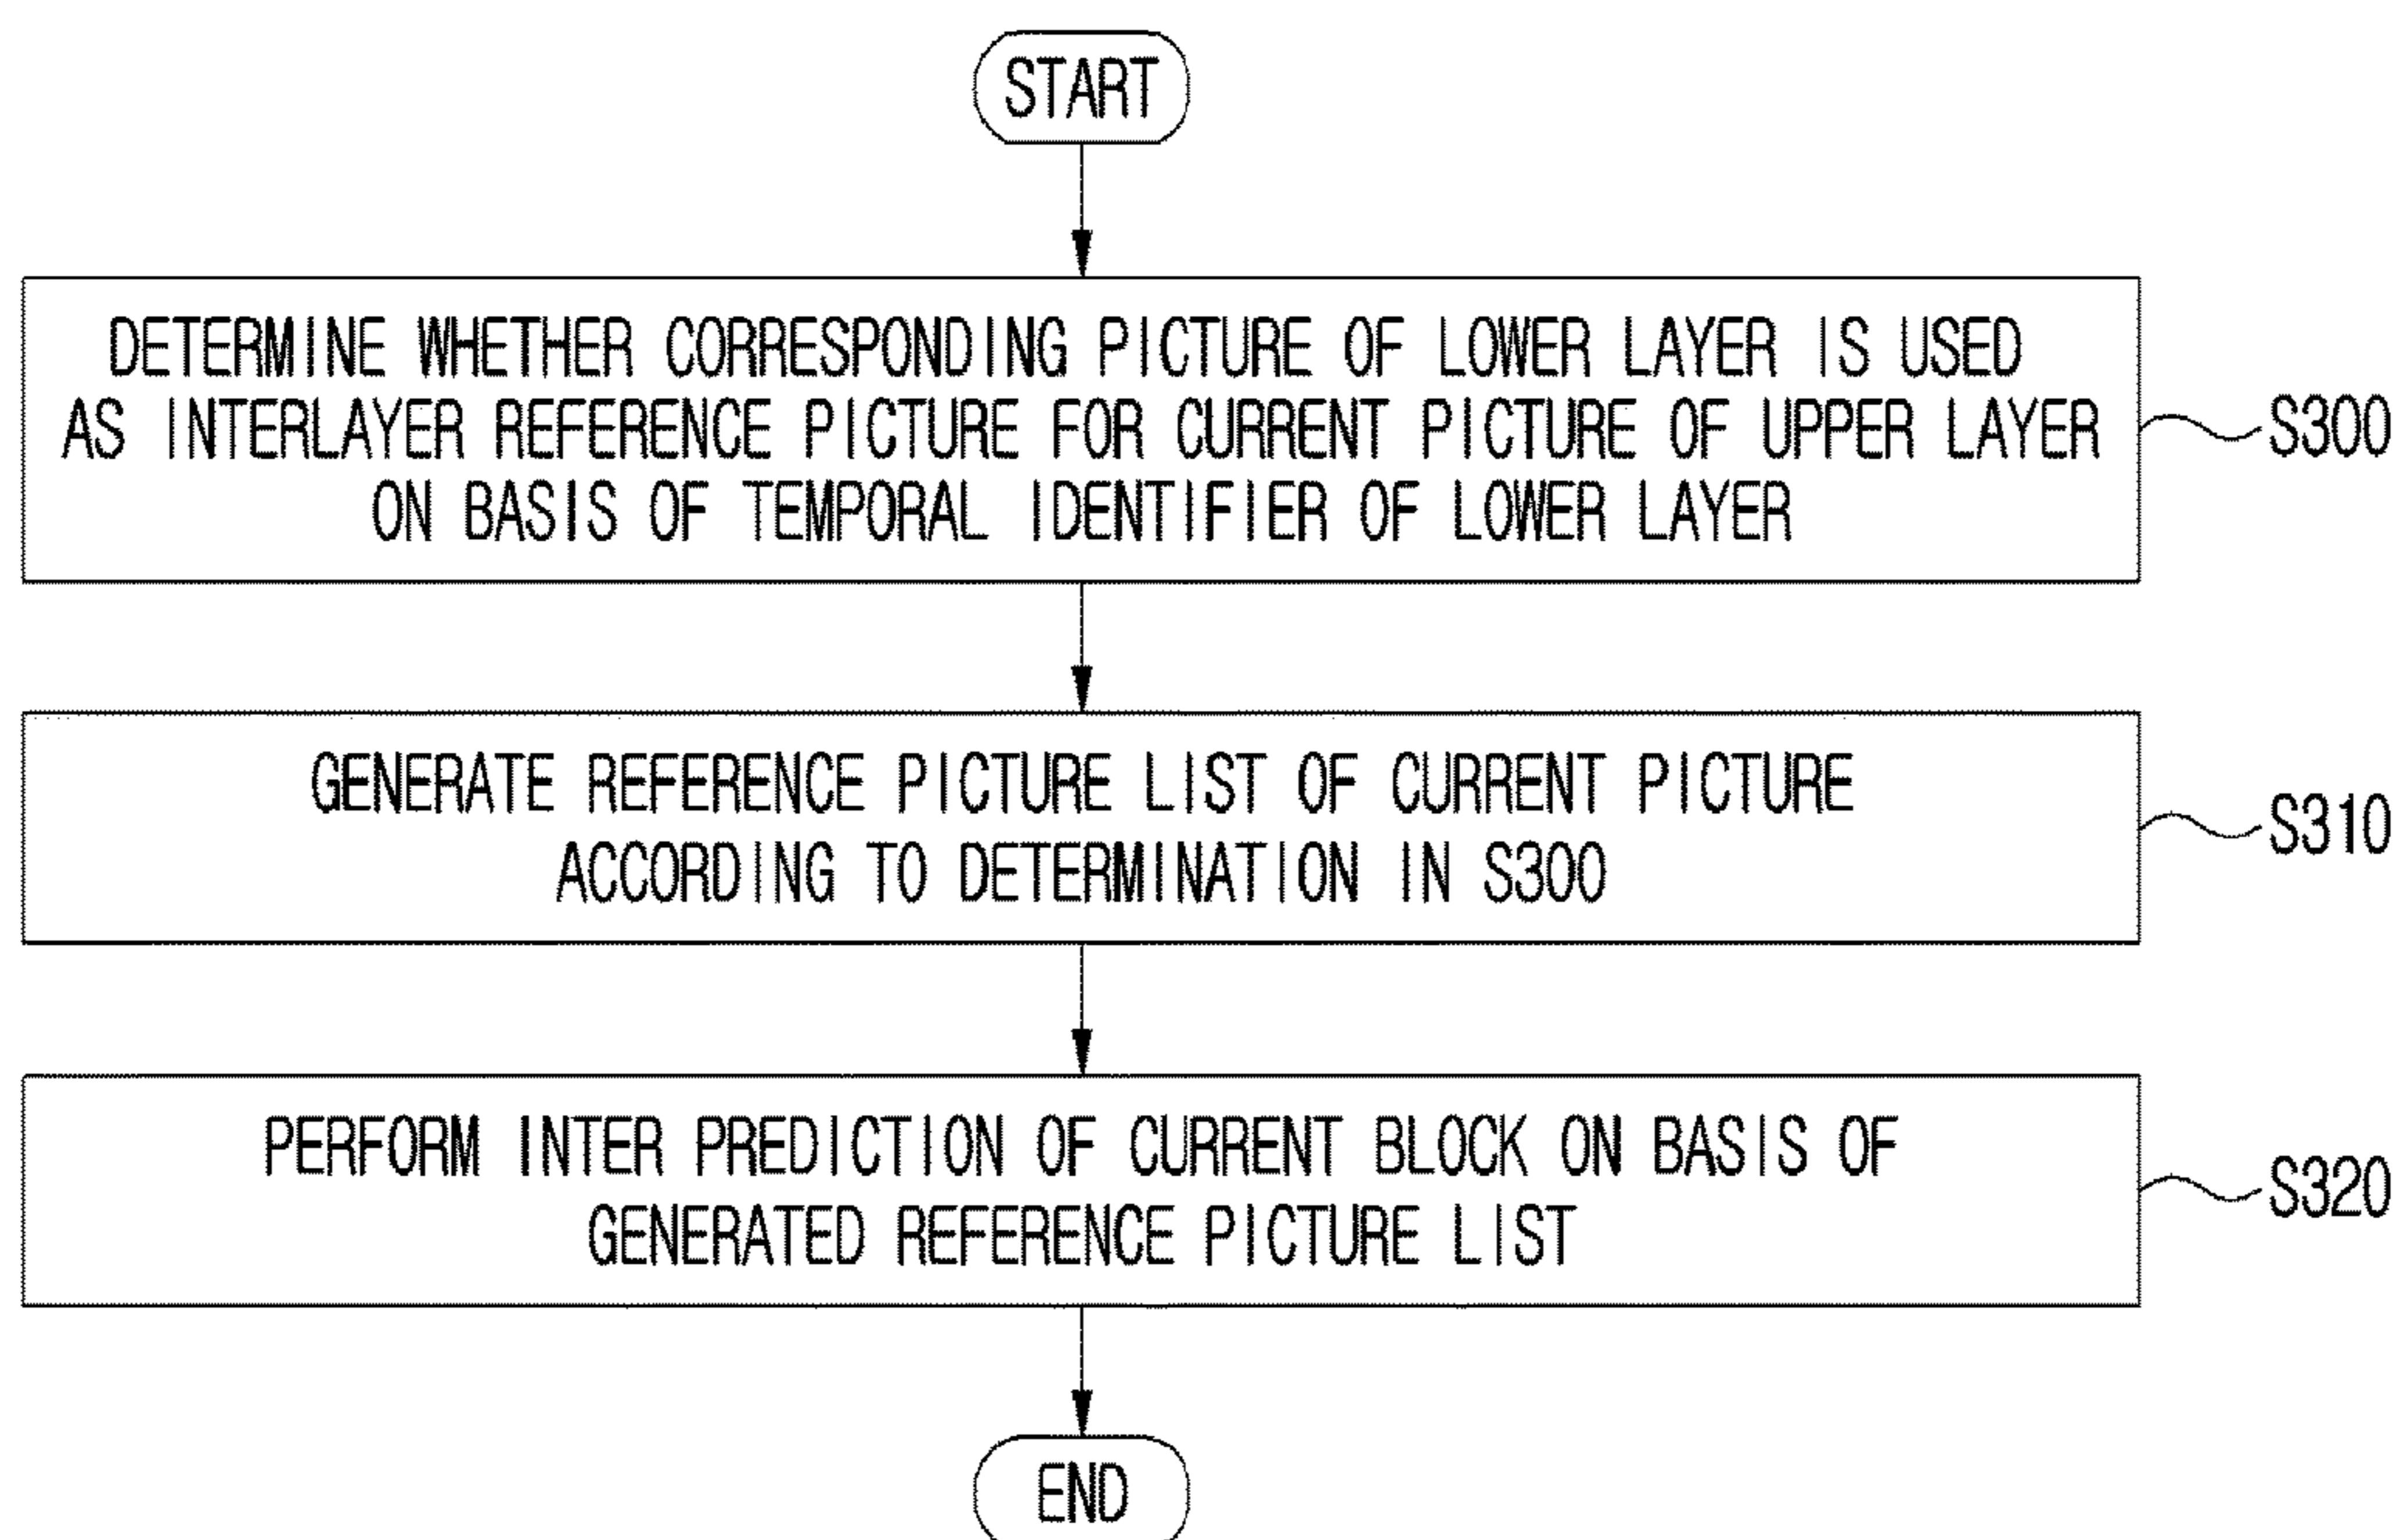 START
DETERMINE WHETHER CORRESPONDING PICTURE OF LOWER LAYER IS USED
AS INTERLAYER REFERENCE PICTURE FOR CURRENT PICTURE OF UPPER LAYER
ON BASIS OF TEMPORAL IDENTIFIER OF LOWER LAYER
S300
GENERATE REFERENCE PICTURE LIST OF CURRENT PICTURE
ACCORDING TO DETERMINATION IN S300
S310
PERFORM INTER PREDICTION OF CURRENT BLOCK ON BASIS OF
GENERATED REFERENCE PICTURE LIST
S320
END